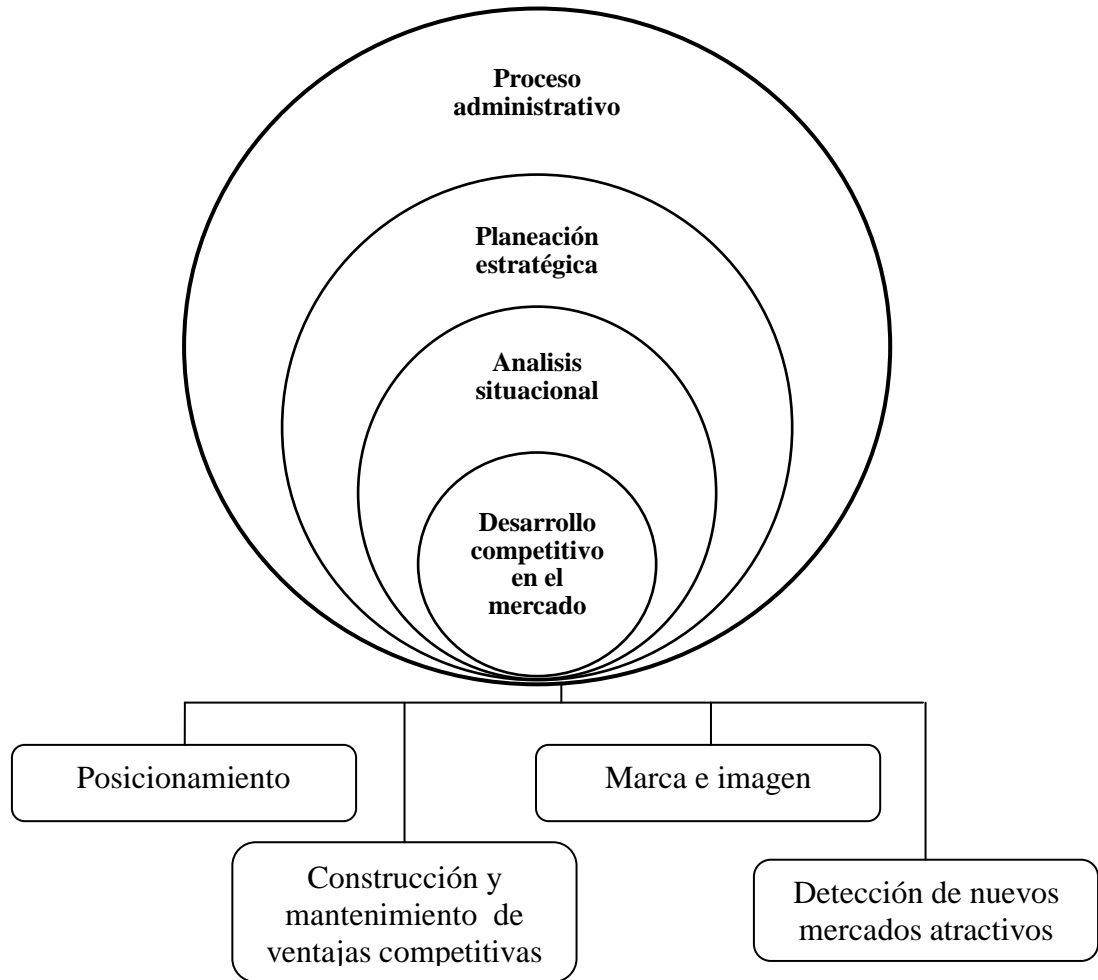 Proceso
administrativo
Planeación
estratégica
Analisis
situacional
Desarrollo
competitivo
en el
mercado
Posicionamiento
Marca e imagen
Construcción y
mantenimiento de
ventajas competitivas
Detección de nuevos
mercados atractivos